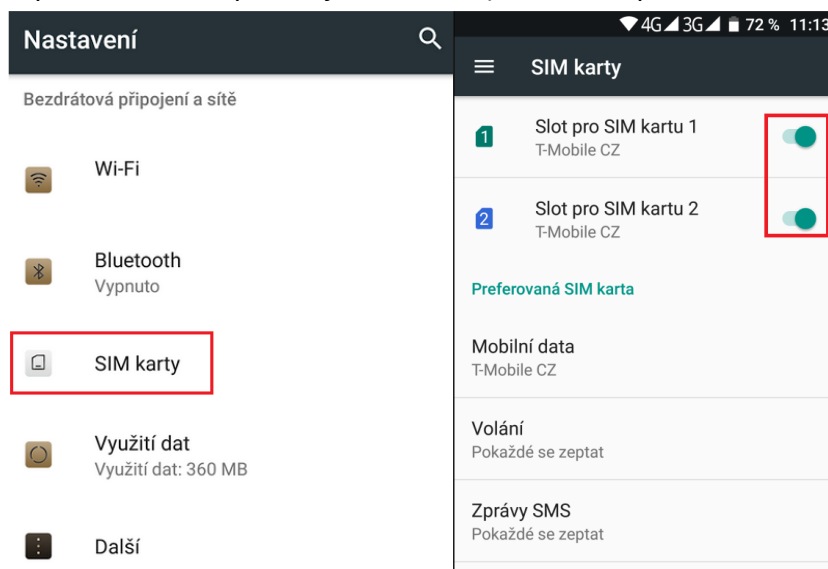 Nastavení
Bezdrátová připojení a sítě
Wi-Fi
Bluetooth
Vypnuto
SIM karty
Využití dat
Využití dat: 360 MB
Další
4G 3G 72 % 11:13
SIM karty
1
Slot pro SIM kartu 1
T-Mobile CZ
2
Slot pro SIM kartu 2
T-Mobile CZ
Preferovaná SIM karta
Mobilní data
T-Mobile CZ
Volání
Pokaždé se zeptat
Zprávy SMS
Pokaždé se zeptat